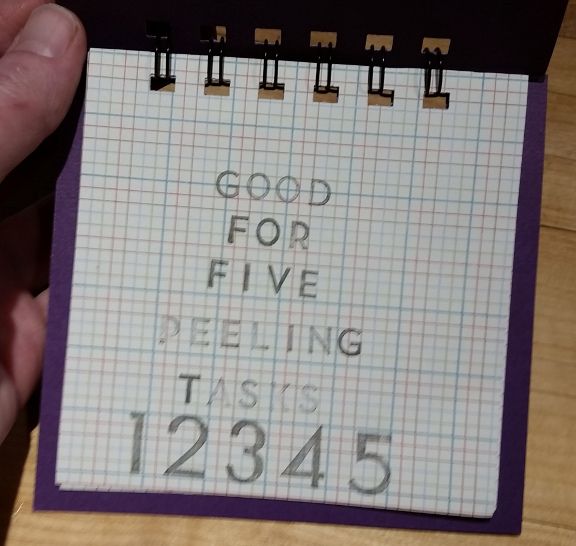 GOOD
FOR
FIVE
PEELING
TASKS
12345